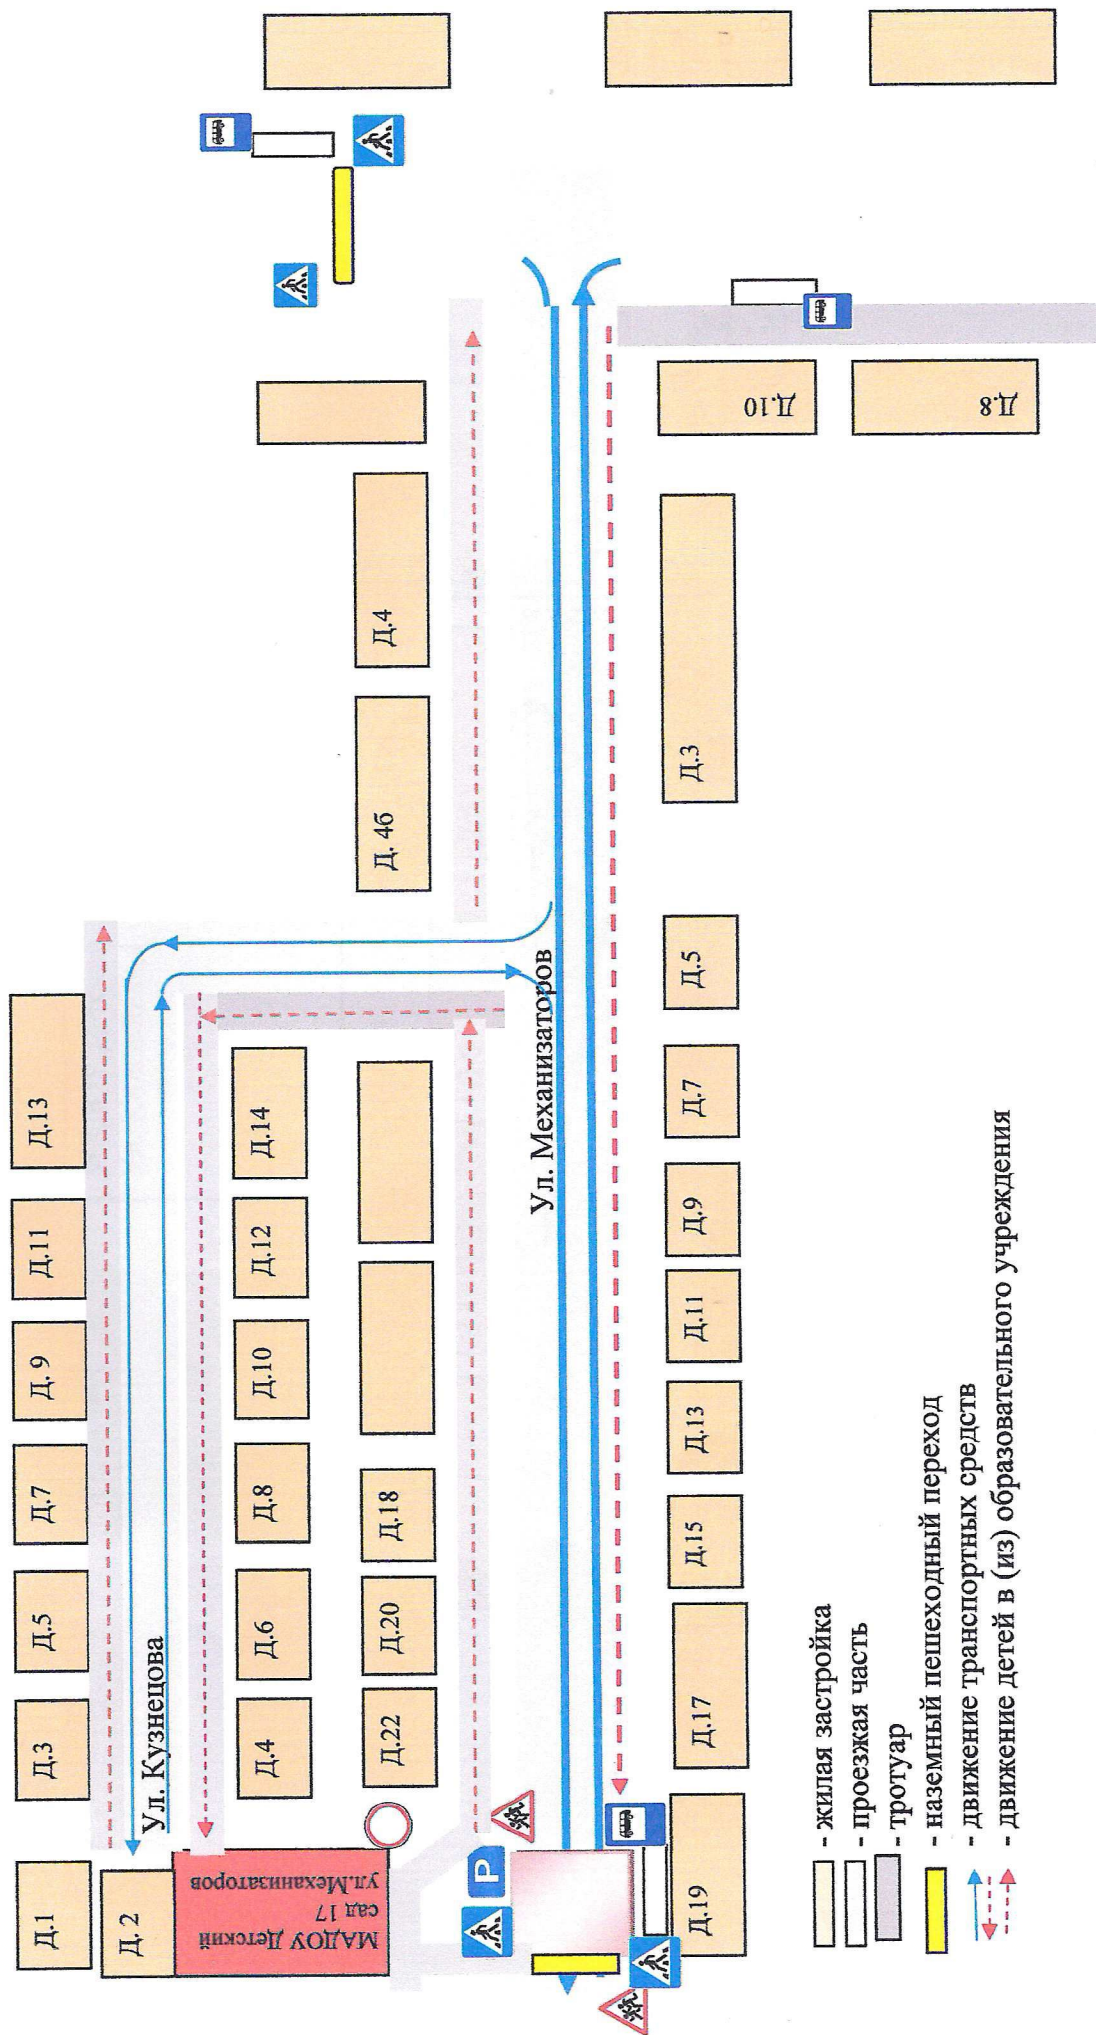 Д.1
Д.3
Д.5
Д.7
Д. 9
Д.11
Д.13
Ул. Кузнецова
Д. 2
МАДОУ Детский
сад 17
ул.Механизаторов
Д.4
Д.6
Д.8
Д.10
Д.12
Д.14
Д.22
Д.20
Д.18
Д. 4б
Д.4
P
Ул. Механизаторов
Д.19
Д.17
Д.15
Д.13
Д.11
Д.9
Д.7
Д.5
Д.3
Д.10
Д.8
- жилая застройка
- проезжая часть
- тротуар
- наземный пешеходный переход
- движение транспортных средств
- движение детей в (из) образовательного учреждения